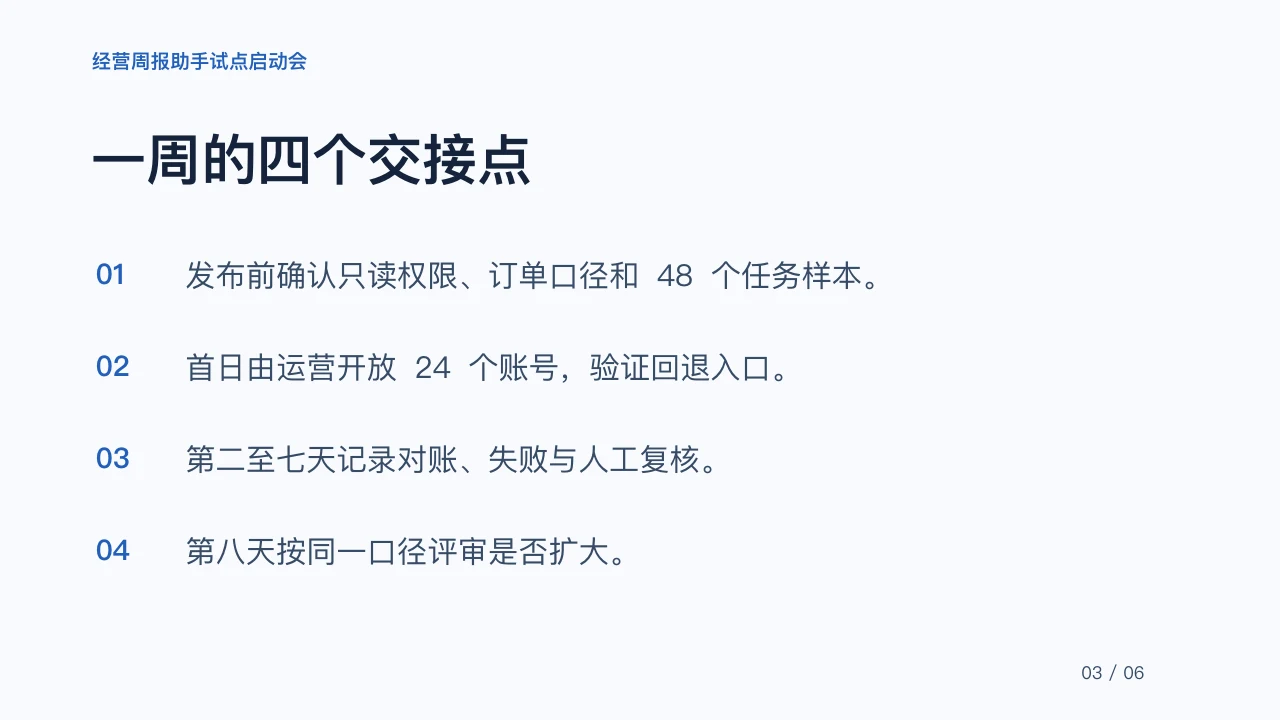 经营周报助手试点启动会
一周的四个交接点
01 发布前确认只读权限、订单口径和 48 个任务样本。
02 首日由运营开放 24 个账号，验证回退入口。
03 第二至七天记录对账、失败与人工复核。
04 第八天按同一口径评审是否扩大。
03 / 06